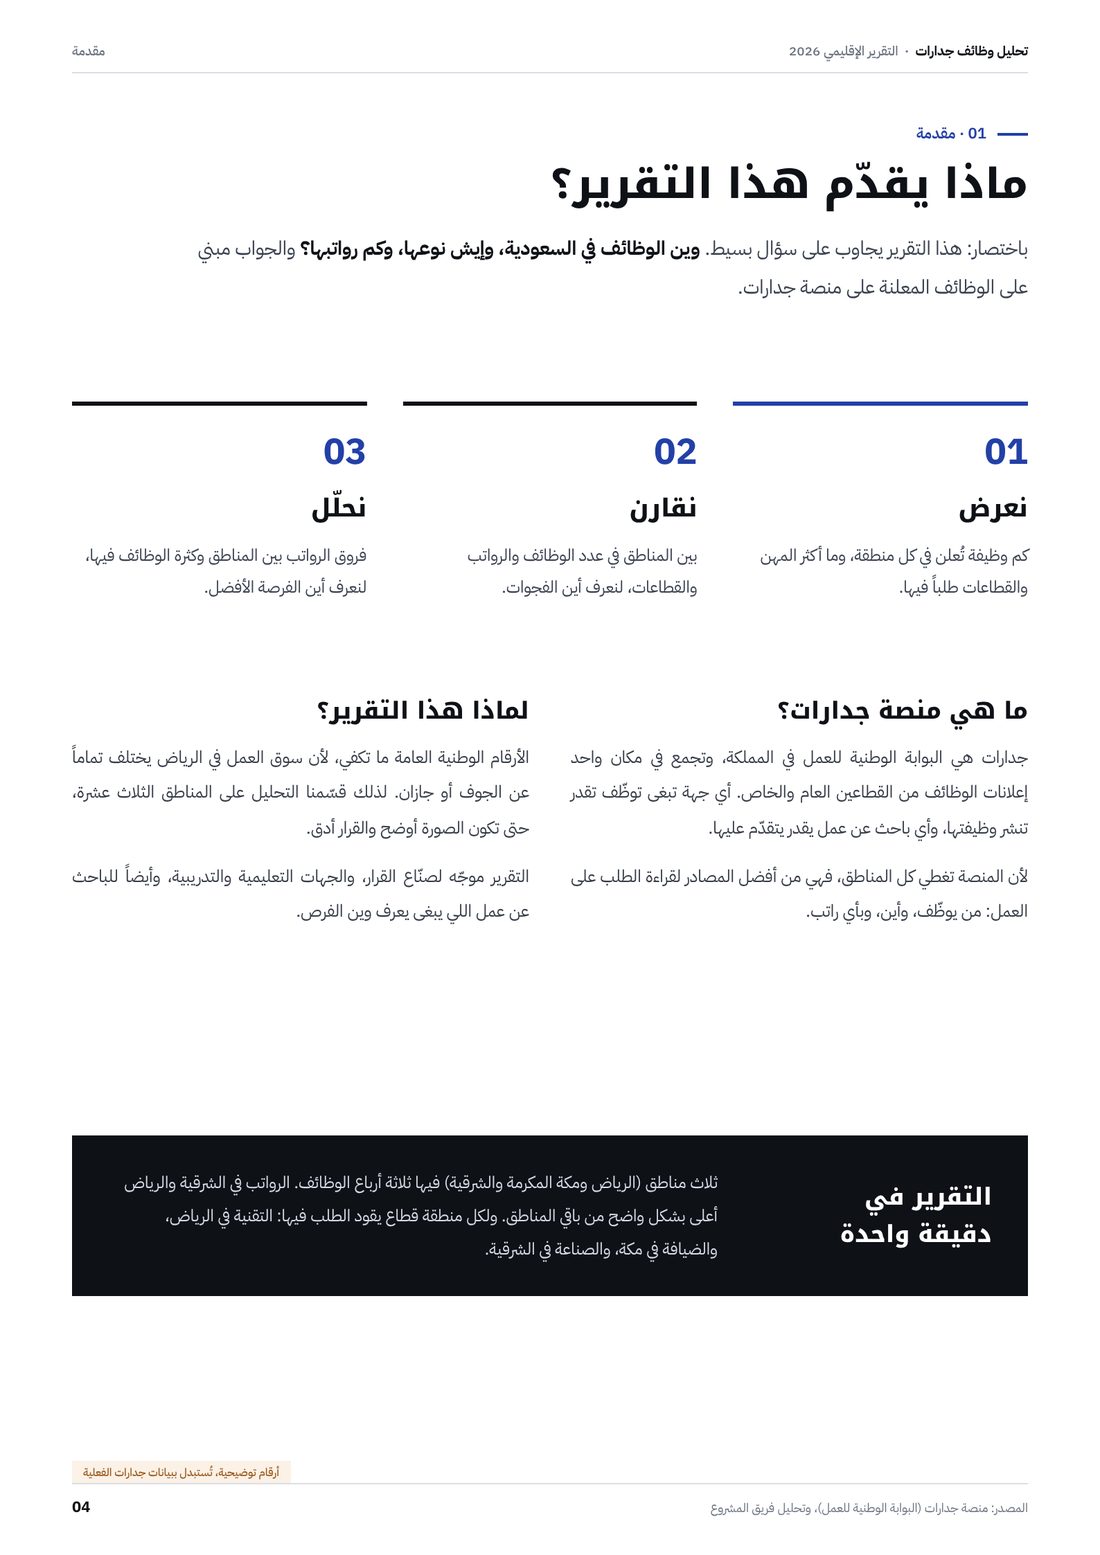 تحليل وظائف جدارات · التقرير الإقليمي 2026
مقدمة
01 · مقدمة
ماذا يقدّم هذا التقرير؟
باختصار: هذا التقرير يجاوب على سؤال بسيط. وين الوظائف في السعودية، وإيش نوعها، وكم رواتبها؟ والجواب مبني
على الوظائف المعلنة على منصة جدارات.
01
نعرض
كم وظيفة تُعلن في كل منطقة، وما أكثر المهن
والقطاعات طلباً فيها.
02
نقارن
بين المناطق في عدد الوظائف والرواتب
والقطاعات، لنعرف أين الفجوات.
03
نحلّل
فروق الرواتب بين المناطق وكثرة الوظائف فيها،
لنعرف أين الفرصة الأفضل.
ما هي منصة جدارات؟
جدارات هي البوابة الوطنية للعمل في المملكة، وتجمع في مكان واحد
إعلانات الوظائف من القطاعين العام والخاص. أي جهة تبغى توظّف تقدر
تنشر وظيفتها، وأي باحث عن عمل يقدر يتقدّم عليها.
لأن المنصة تغطي كل المناطق، فهي من أفضل المصادر لقراءة الطلب على
العمل: من يوظّف، وأين، وبأي راتب.
لماذا هذا التقرير؟
الأرقام الوطنية العامة ما تكفي، لأن سوق العمل في الرياض يختلف تماماً
عن الجوف أو جازان. لذلك قسّمنا التحليل على المناطق الثلاث عشرة،
حتى تكون الصورة أوضح والقرار أدق.
التقرير موجّه لصنّاع القرار، والجهات التعليمية والتدريبية، وأيضاً للباحث
عن عمل اللي يبغى يعرف وين الفرص.
التقرير في
دقيقة واحدة
ثلاث مناطق (الرياض ومكة المكرمة والشرقية) فيها ثلاثة أرباع الوظائف. الرواتب في الشرقية والرياض
أعلى بشكل واضح من باقي المناطق. ولكل منطقة قطاع يقود الطلب فيها: التقنية في الرياض،
والضيافة في مكة، والصناعة في الشرقية.
أرقام توضيحية، تُستبدل ببيانات جدارات الفعلية
المصدر: منصة جدارات (البوابة الوطنية للعمل)، وتحليل فريق المشروع
04